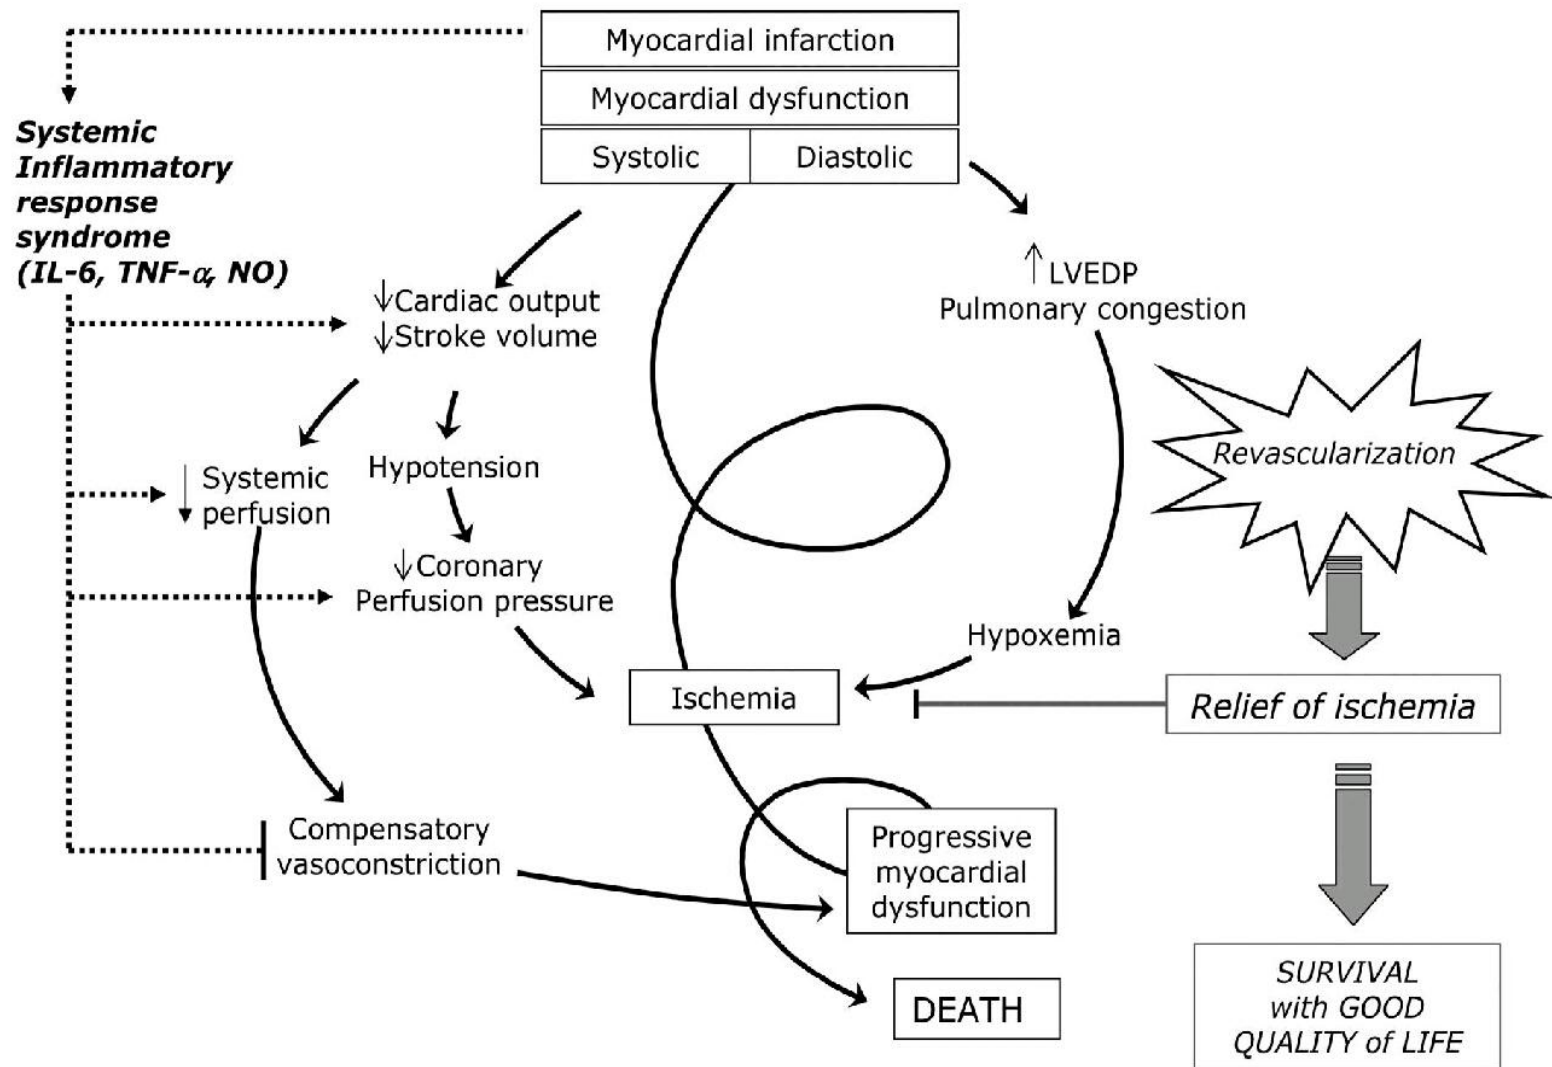 Myocardial infarction
Myocardial dysfunction
Systolic
Diastolic
Systemic
Inflammatory
response
syndrome
(IL-6, TNF-α, NO)
↓Cardiac output
↓Stroke volume
↑LVEDP
Pulmonary congestion
Revascularization
↓ Systemic
perfusion
Hypotension
↓Coronary
Perfusion pressure
Hypoxemia
Ischemia
Relief of ischemia
Compensatory
vasoconstriction
Progressive
myocardial
dysfunction
DEATH
SURVIVAL
with GOOD
QUALITY of LIFE